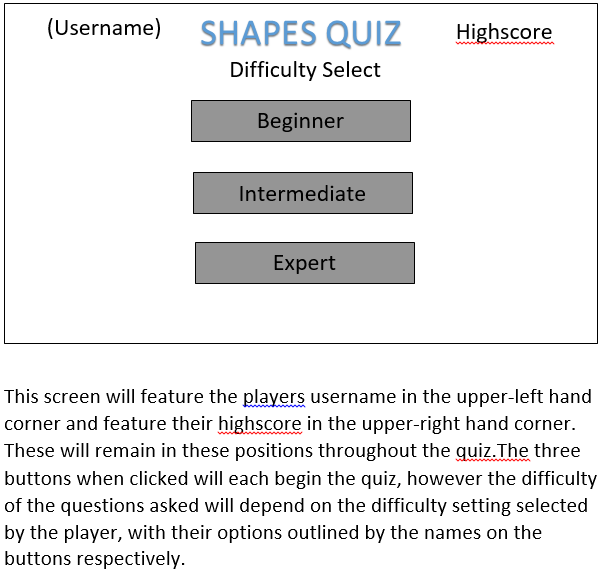 (Username) SHAPES QUIZ Highscore
Difficulty Select
Beginner
Intermediate
Expert
This screen will feature the players username in the upper-left hand
corner and feature their highscore in the upper-right hand corner.
These will remain in these positions throughout the quiz.The three
buttons when clicked will each begin the quiz, however the difficulty
of the questions asked will depend on the difficulty setting selected
by the player, with their options outlined by the names on the
buttons respectively.